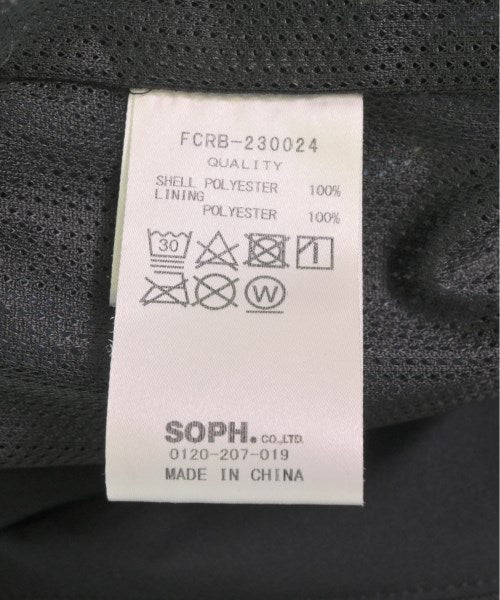 FCRB-230024
QUALITY
SHELL POLYESTER 100%
LINING
POLYESTER 100%
30
W
SOPH. CO.,LTD.
0120-207-019
MADE IN CHINA